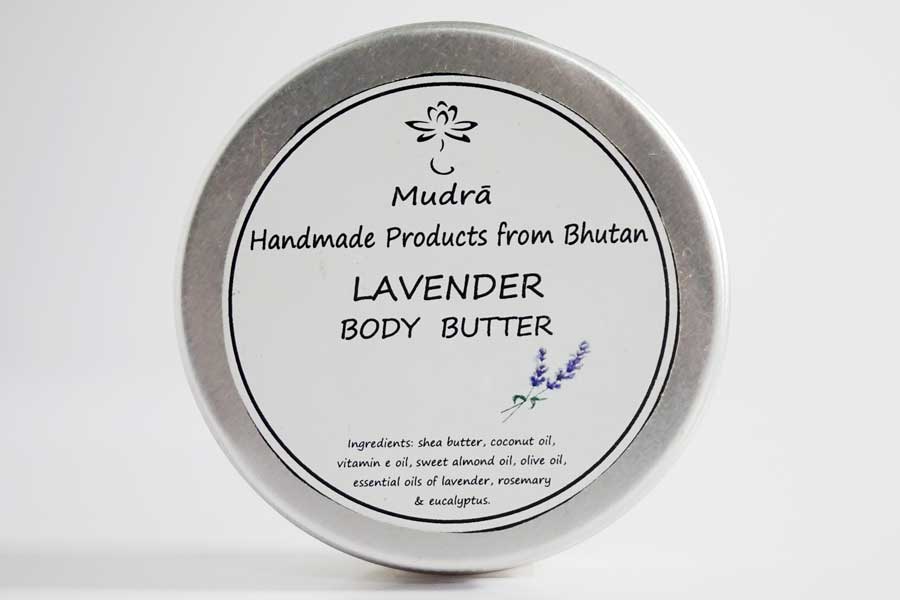 Mudrā
Handmade Products from Bhutan
LAVENDER
BODY BUTTER
Ingredients: shea butter, coconut oil,
vitamin e oil, sweet almond oil, olive oil,
essential oils of lavender, rosemary
& eucalyptus.